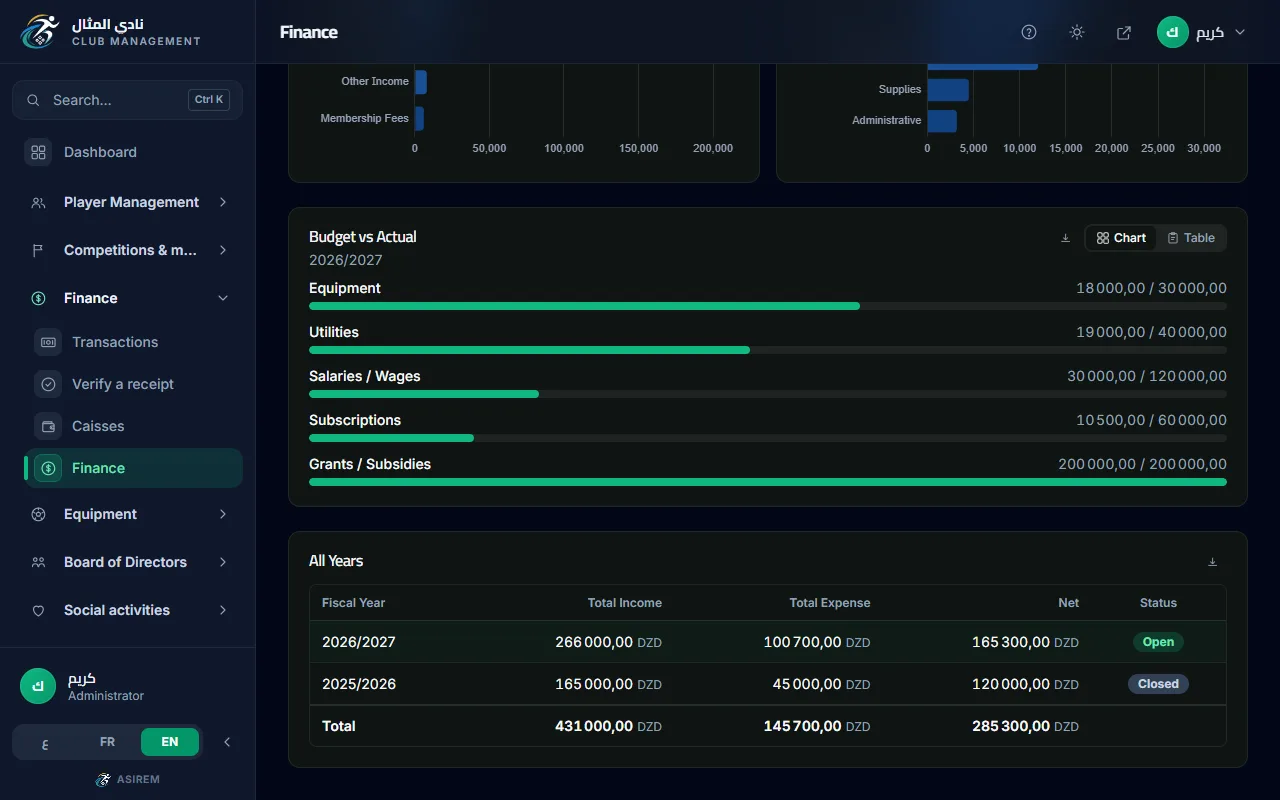 نادي المثال
CLUB MANAGEMENT
Search...
Ctrl K
Dashboard
Player Management
Competitions & m...
Finance
Transactions
Verify a receipt
Caisses
Finance
Equipment
Board of Directors
Social activities
ك
كريم
Administrator
ع
FR
EN
ASIREM
Finance
ك
كريم
Other Income
Membership Fees
0
50,000
100,000
150,000
200,000
Supplies
Administrative
0
5,000
10,000
15,000
20,000
25,000
30,000
Budget vs Actual
Chart
Table
2026/2027
Equipment
18 000,00 / 30 000,00
Utilities
19 000,00 / 40 000,00
Salaries / Wages
30 000,00 / 120 000,00
Subscriptions
10 500,00 / 60 000,00
Grants / Subsidies
200 000,00 / 200 000,00
All Years
Fiscal Year Total Income Total Expense Net Status
2026/2027 266 000,00 DZD 100 700,00 DZD 165 300,00 DZD Open
2025/2026 165 000,00 DZD 45 000,00 DZD 120 000,00 DZD Closed
Total 431 000,00 DZD 145 700,00 DZD 285 300,00 DZD